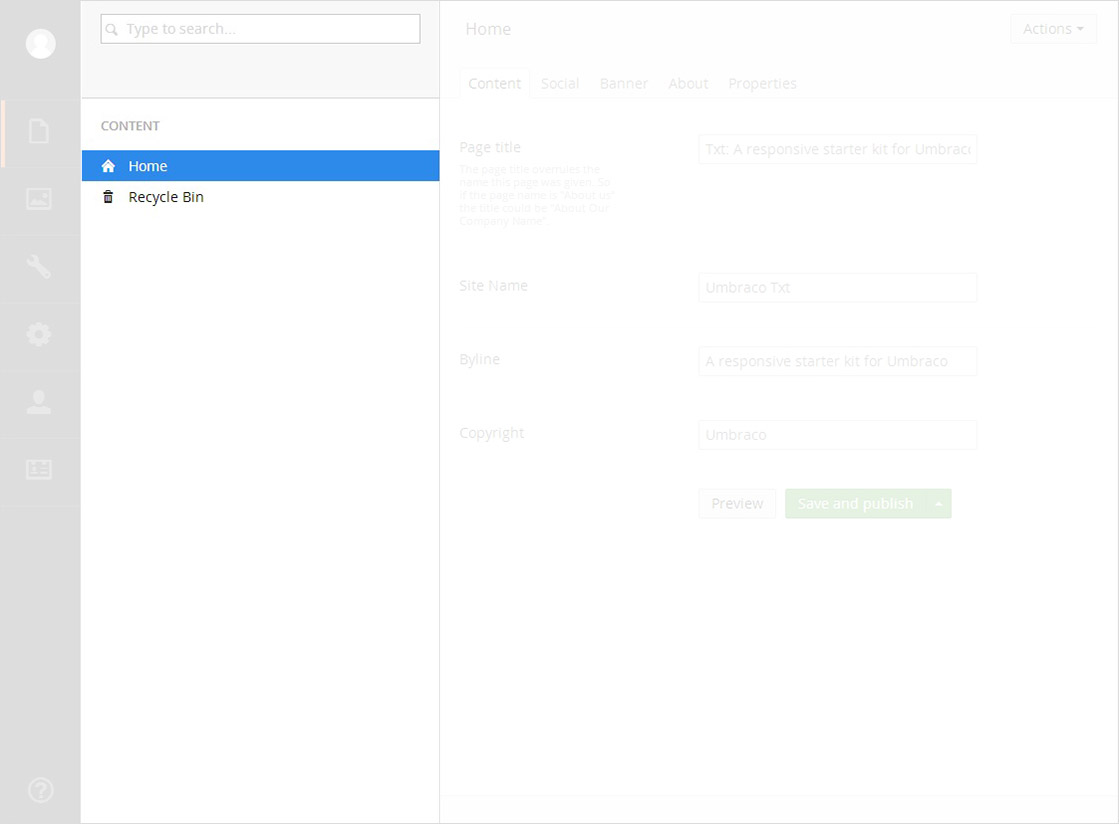 Type to search...
CONTENT
Home
Recycle Bin
Home
Actions
Content Social Banner About Properties
Page title
Txt: A responsive starter kit for Umbraco
The page title overrules the
name this page was given. So
if the page name is "About us"
the title could be "About Our
Company Name".
Site Name
Umbraco Txt
Byline
A responsive starter kit for Umbraco
Copyright
Umbraco
Preview
Save and publish